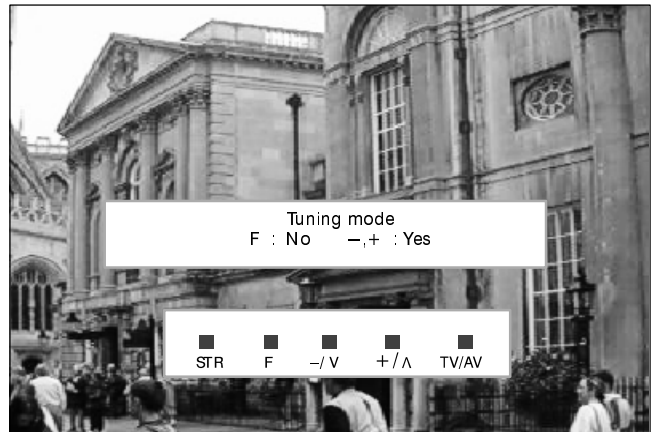 Tuning mode
F : No –,+ : Yes
STR F –/ V +/Λ TV/AV